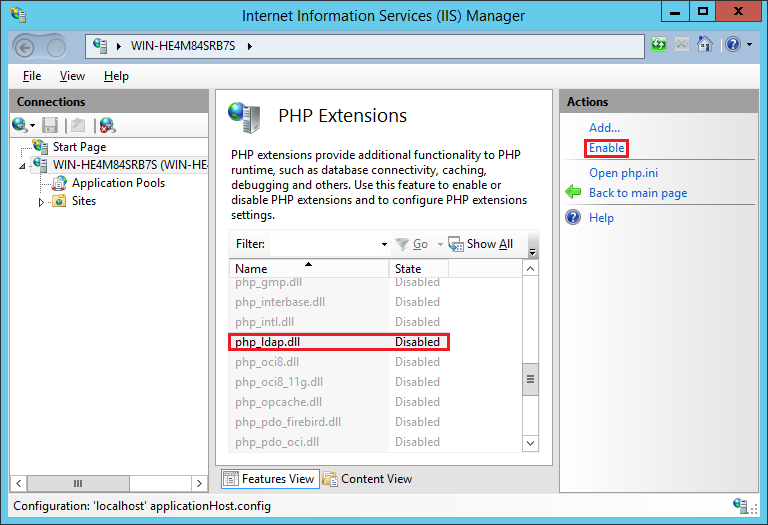 Internet Information Services (IIS) Manager
WIN-HE4M84SRB7S
File View Help
Connections
Start Page
WIN-HE4M84SRB7S (WIN-HE4
Application Pools
Sites
PHP Extensions
PHP extensions provide additional functionality to PHP
runtime, such as database connectivity, caching,
debugging and others. Use this feature to enable or
disable PHP extensions and to configure PHP extensions
settings.
Filter: Go Show All
Name State
php_gmp.dll Disabled
php_interbase.dll Disabled
php_intl.dll Disabled
php_ldap.dll Disabled
php_oci8.dll Disabled
php_oci8_11g.dll Disabled
php_opcache.dll Disabled
php_pdo_firebird.dll Disabled
php_pdo_oci.dll Disabled
Features View Content View
Actions
Add...
Enable
Open php.ini
Back to main page
Help
Configuration: 'localhost' applicationHost.config